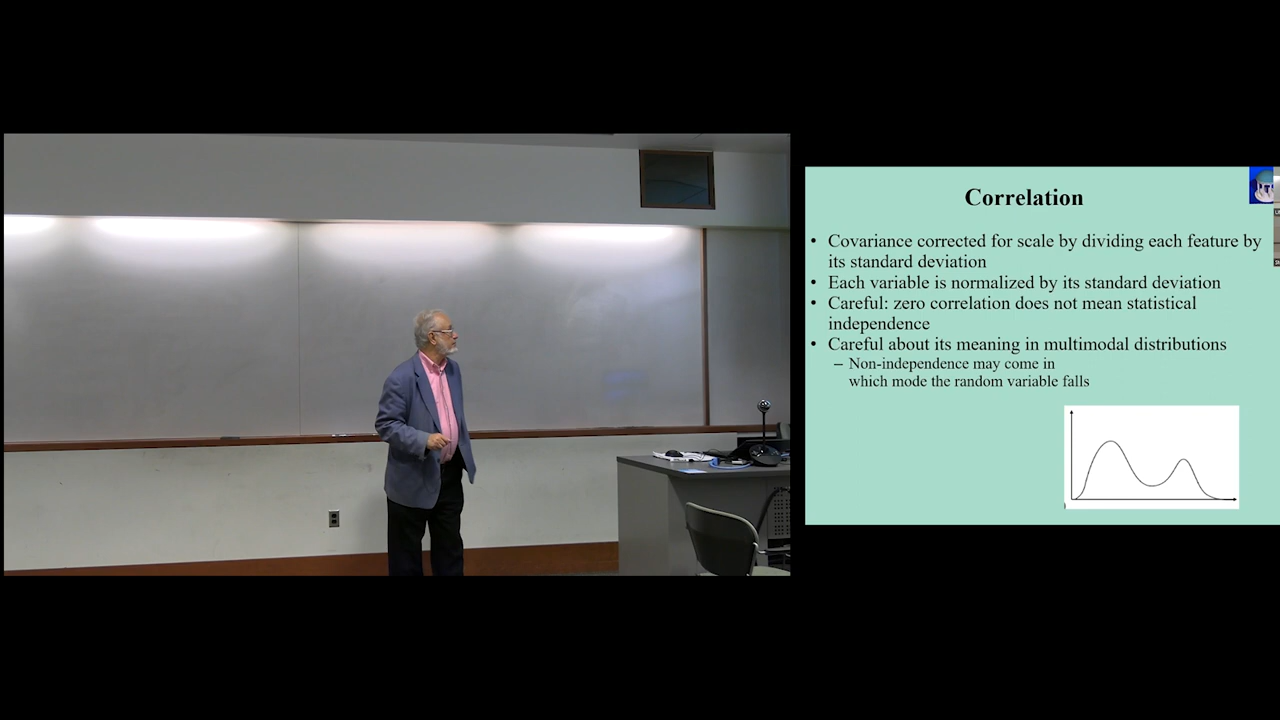 Correlation
• Covariance corrected for scale by dividing each feature by
its standard deviation
• Each variable is normalized by its standard deviation
• Careful: zero correlation does not mean statistical
independence
• Careful about its meaning in multimodal distributions
– Non-independence may come in
which mode the random variable falls